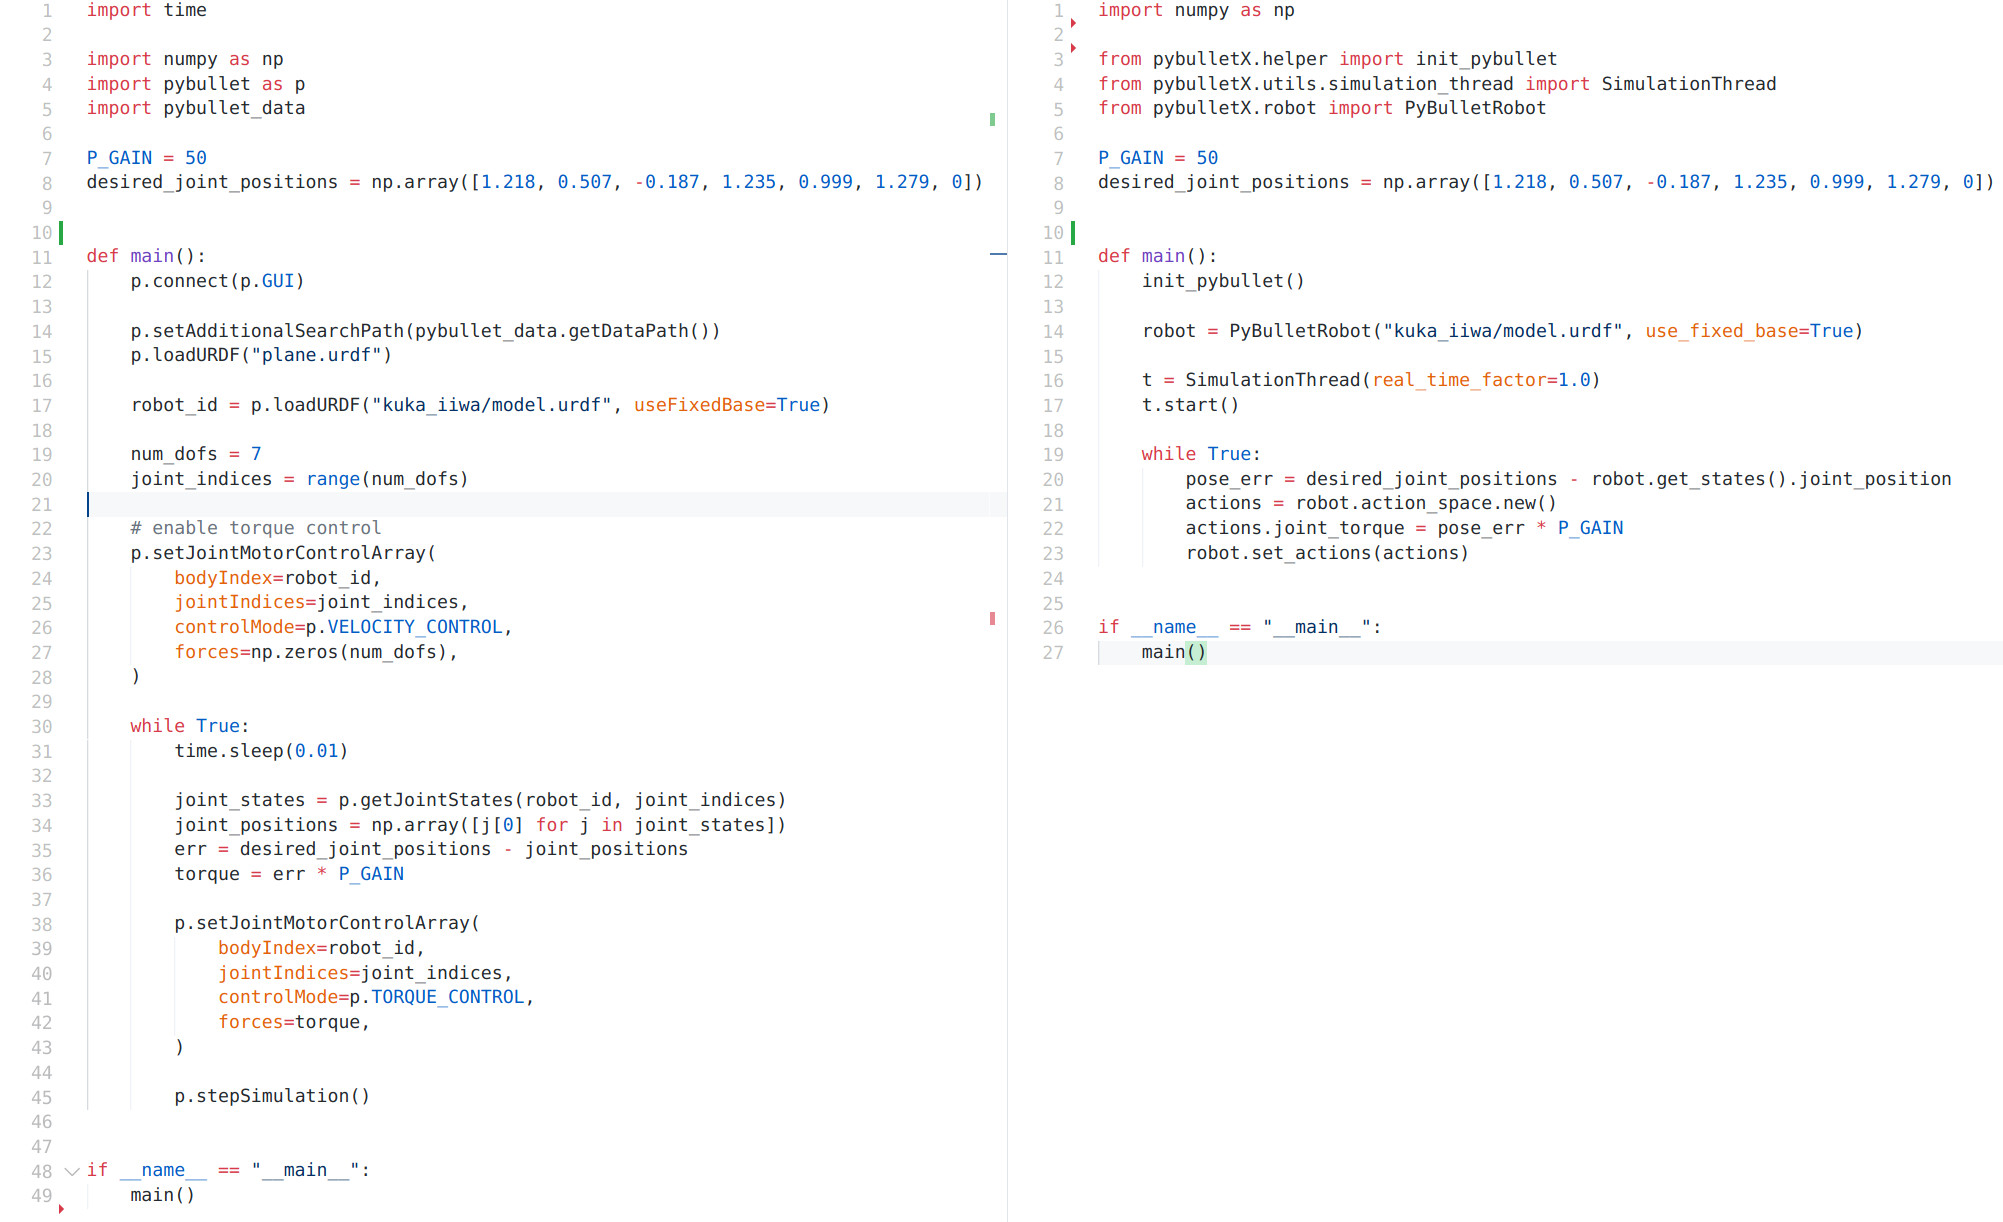 1 import time
2
3 import numpy as np
4 import pybullet as p
5 import pybullet_data
6
7 P_GAIN = 50
8 desired_joint_positions = np.array([1.218, 0.507, -0.187, 1.235, 0.999, 1.279, 0])
9
10
11 def main():
12     p.connect(p.GUI)
13
14     p.setAdditionalSearchPath(pybullet_data.getDataPath())
15     p.loadURDF("plane.urdf")
16
17     robot_id = p.loadURDF("kuka_iiwa/model.urdf", useFixedBase=True)
18
19     num_dofs = 7
20     joint_indices = range(num_dofs)
21
22     # enable torque control
23     p.setJointMotorControlArray(
24         bodyIndex=robot_id,
25         jointIndices=joint_indices,
26         controlMode=p.VELOCITY_CONTROL,
27         forces=np.zeros(num_dofs),
28     )
29
30     while True:
31         time.sleep(0.01)
32
33         joint_states = p.getJointStates(robot_id, joint_indices)
34         joint_positions = np.array([j[0] for j in joint_states])
35         err = desired_joint_positions - joint_positions
36         torque = err * P_GAIN
37
38         p.setJointMotorControlArray(
39             bodyIndex=robot_id,
40             jointIndices=joint_indices,
41             controlMode=p.TORQUE_CONTROL,
42             forces=torque,
43         )
44
45         p.stepSimulation()
46
47
48 if __name__ == "__main__":
49     main()
1 import numpy as np
2
3 from pybulletX.helper import init_pybullet
4 from pybulletX.utils.simulation_thread import SimulationThread
5 from pybulletX.robot import PyBulletRobot
6
7 P_GAIN = 50
8 desired_joint_positions = np.array([1.218, 0.507, -0.187, 1.235, 0.999, 1.279, 0])
9
10
11 def main():
12     init_pybullet()
13
14     robot = PyBulletRobot("kuka_iiwa/model.urdf", use_fixed_base=True)
15
16     t = SimulationThread(real_time_factor=1.0)
17     t.start()
18
19     while True:
20         pose_err = desired_joint_positions - robot.get_states().joint_position
21         actions = robot.action_space.new()
22         actions.joint_torque = pose_err * P_GAIN
23         robot.set_actions(actions)
24
25
26 if __name__ == "__main__":
27     main()